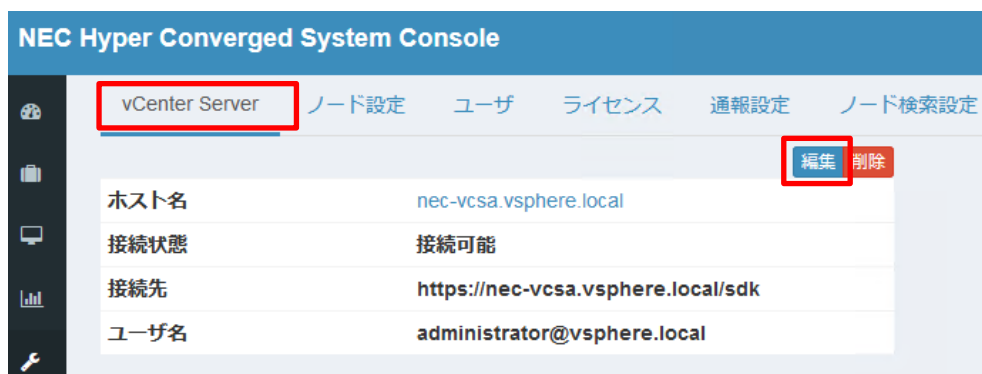 NEC Hyper Converged System Console
vCenter Server ノード設定 ユーザ ライセンス 通報設定 ノード検索設定
編集 削除
ホスト名 nec-vcsa.vsphere.local
接続状態 接続可能
接続先 https://nec-vcsa.vsphere.local/sdk
ユーザ名 administrator@vsphere.local